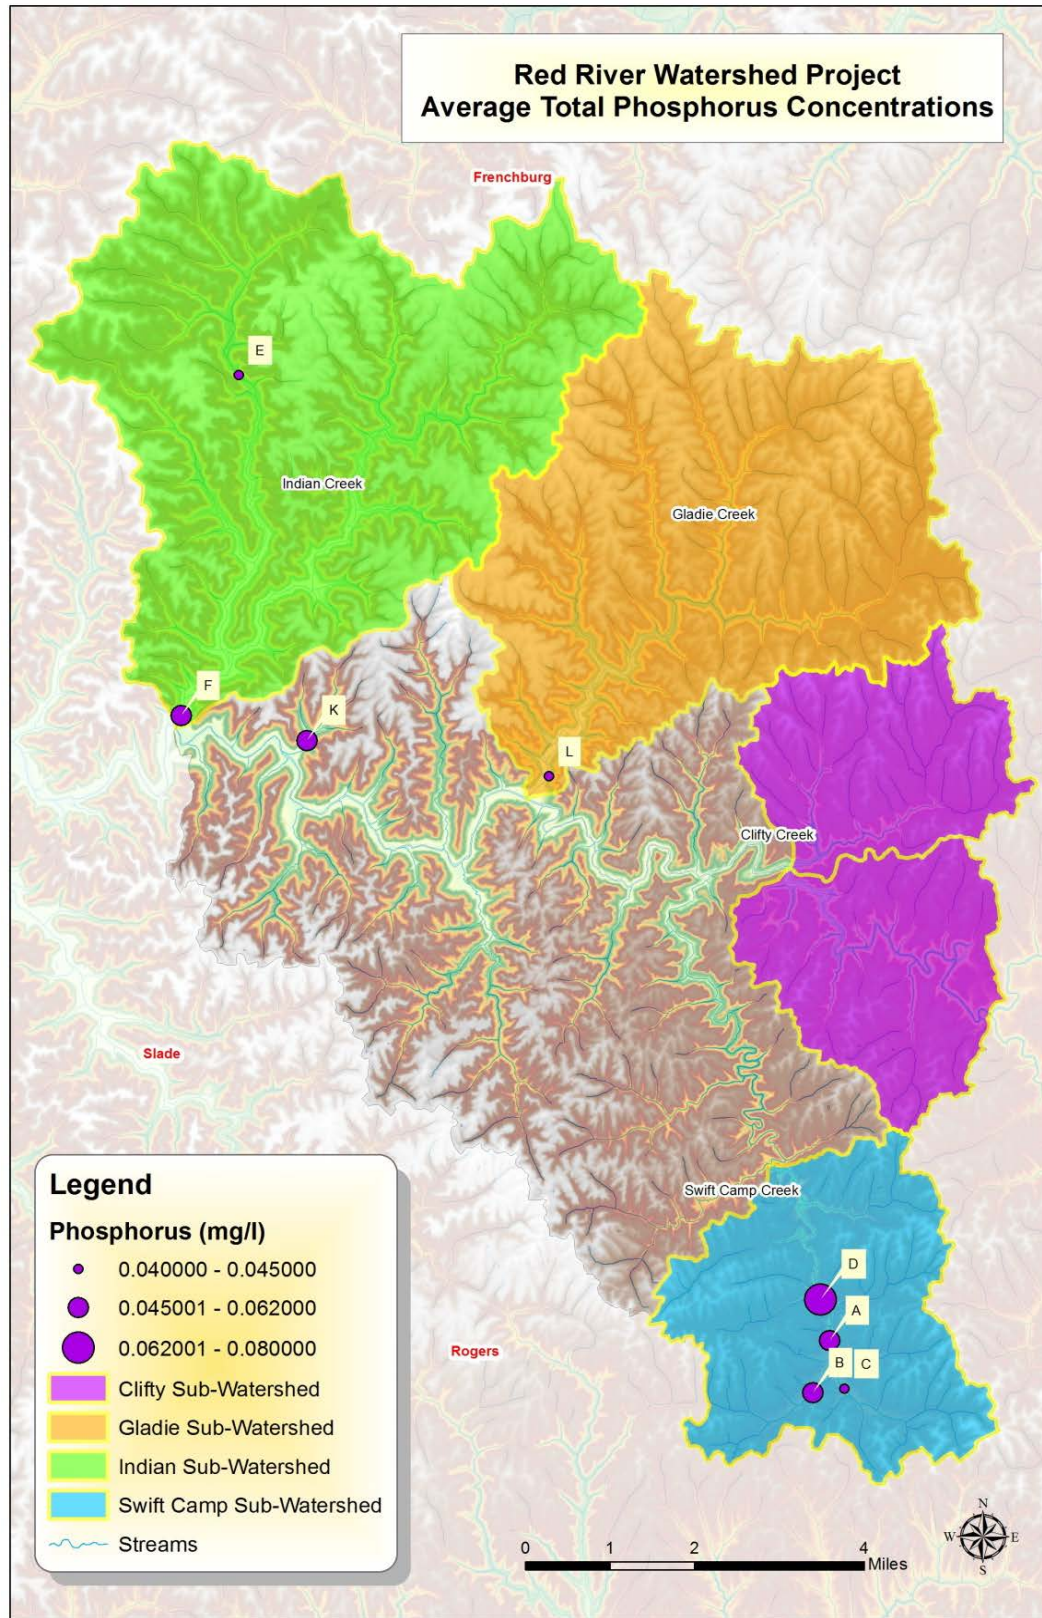 Red River Watershed Project
Average Total Phosphorus Concentrations
Frenchburg
E
Indian Creek
Gladie Creek
F
K
L
Clifty Creek
Slade
Swift Camp Creek
D
A
B
C
Rogers
Legend
Phosphorus (mg/l)
0.040000 - 0.045000
0.045001 - 0.062000
0.062001 - 0.080000
Clifty Sub-Watershed
Gladie Sub-Watershed
Indian Sub-Watershed
Swift Camp Sub-Watershed
Streams
0 1 2 4
Miles
N
W E
S